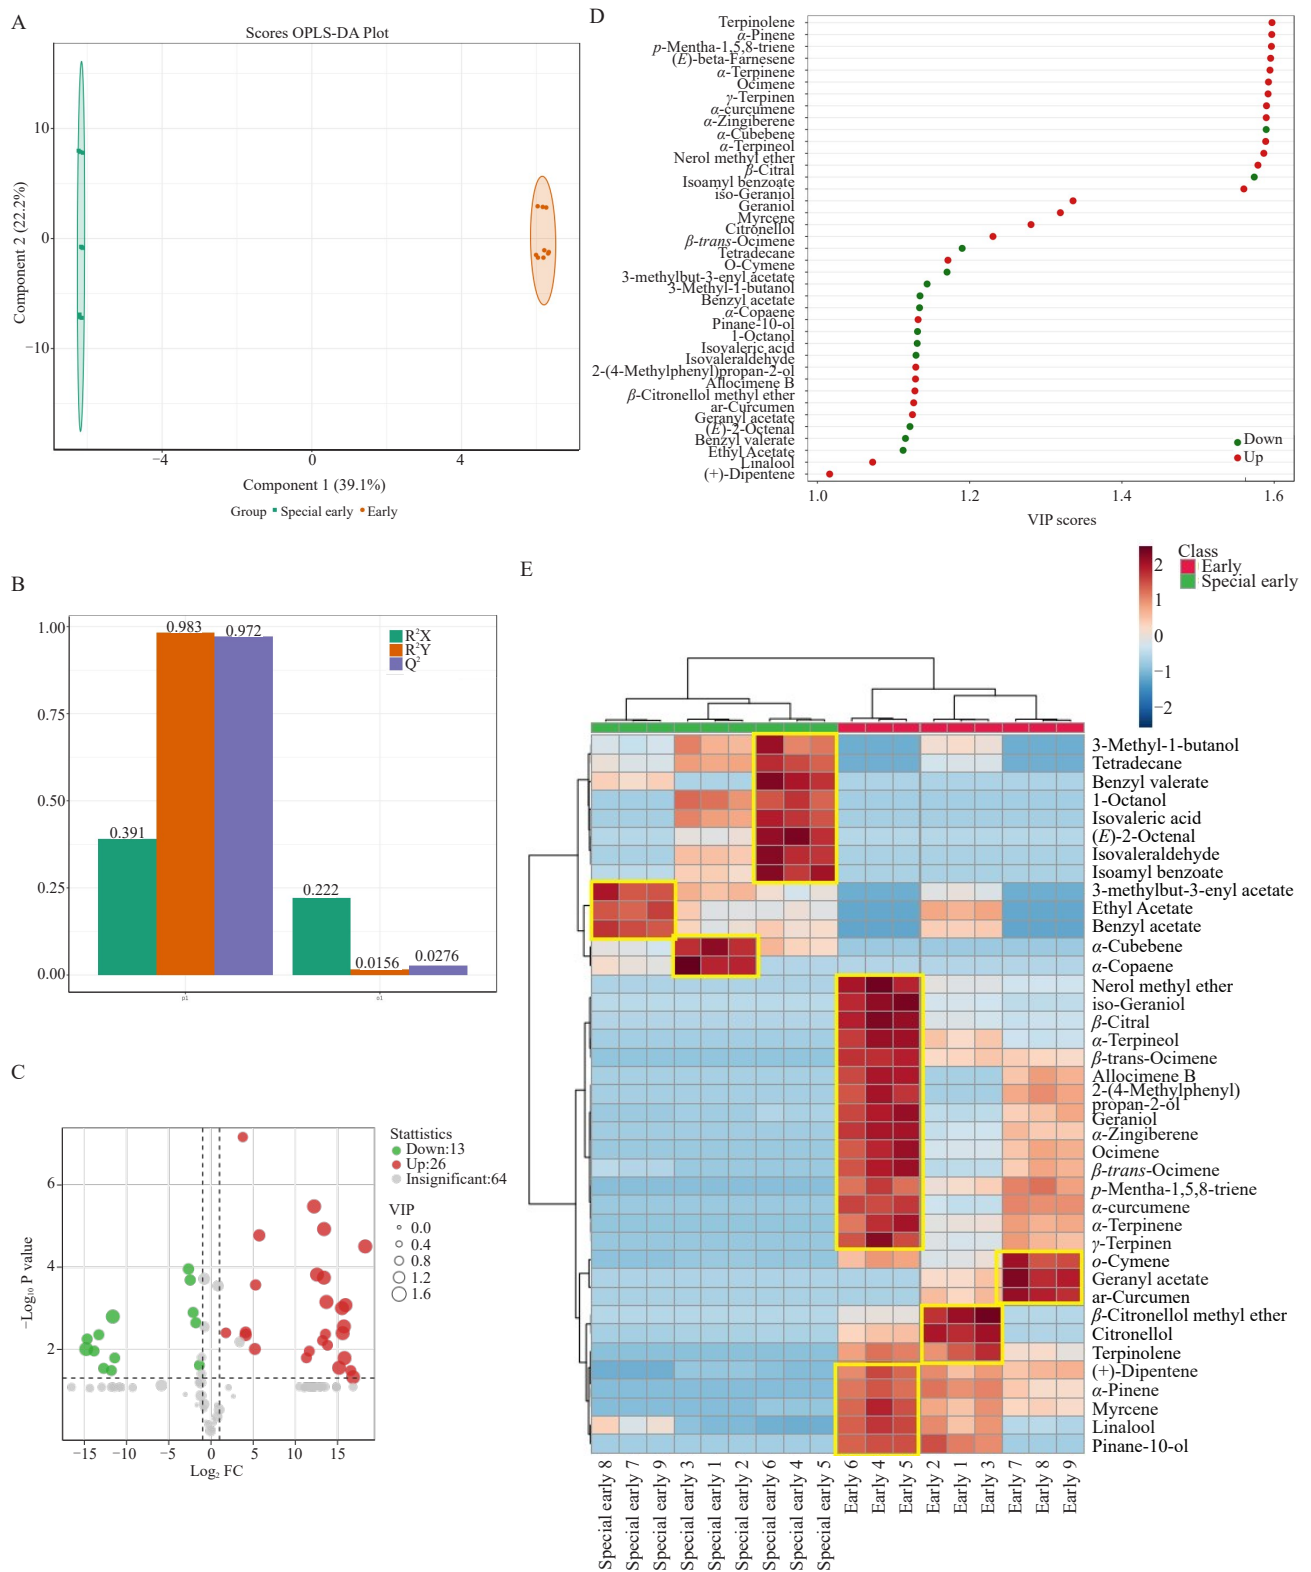 A
Scores OPLS-DA Plot
Component 2 (22.2%)
10
0
−10
−4
0
4
Component 1 (39.1%)
Group Special early Early
B
1.00
0.75
0.50
0.25
0.00
0.391
0.983
0.972
0.222
0.0156
0.0276
R²X
R²Y
Q²
p1
o1
C
−Log₁₀ P value
6
4
2
−15
−10
−5
0
5
10
15
Log₂ FC
Stattistics
Down:13
Up:26
Insignificant:64
VIP
0.0
0.4
0.8
1.2
1.6
D
Terpinolene
α-Pinene
p-Mentha-1,5,8-triene
(E)-beta-Farnesene
α-Terpinene
Ocimene
γ-Terpinen
α-curcumene
α-Zingiberene
α-Cubebene
α-Terpineol
Nerol methyl ether
β-Citral
Isoamyl benzoate
iso-Geraniol
Geraniol
Myrcene
Citronellol
β-trans-Ocimene
Tetradecane
O-Cymene
3-methylbut-3-enyl acetate
3-Methyl-1-butanol
Benzyl acetate
α-Copaene
Pinane-10-ol
1-Octanol
Isovaleric acid
Isovaleraldehyde
2-(4-Methylphenyl)propan-2-ol
Allocimene B
β-Citronellol methyl ether
ar-Curcumen
Geranyl acetate
(E)-2-Octenal
Benzyl valerate
Ethyl Acetate
Linalool
(+)-Dipentene
Down
Up
1.0
1.2
1.4
1.6
VIP scores
E
2
1
0
−1
−2
Class
Early
Special early
3-Methyl-1-butanol
Tetradecane
Benzyl valerate
1-Octanol
Isovaleric acid
(E)-2-Octenal
Isovaleraldehyde
Isoamyl benzoate
3-methylbut-3-enyl acetate
Ethyl Acetate
Benzyl acetate
α-Cubebene
α-Copaene
Nerol methyl ether
iso-Geraniol
β-Citral
α-Terpineol
β-trans-Ocimene
Allocimene B
2-(4-Methylphenyl)
propan-2-ol
Geraniol
α-Zingiberene
Ocimene
β-trans-Ocimene
p-Mentha-1,5,8-triene
α-curcumene
α-Terpinene
γ-Terpinen
o-Cymene
Geranyl acetate
ar-Curcumen
β-Citronellol methyl ether
Citronellol
Terpinolene
(+)-Dipentene
α-Pinene
Myrcene
Linalool
Pinane-10-ol
Special early 8
Special early 7
Special early 9
Special early 3
Special early 1
Special early 2
Special early 6
Special early 4
Special early 5
Early 6
Early 4
Early 5
Early 2
Early 1
Early 3
Early 7
Early 8
Early 9